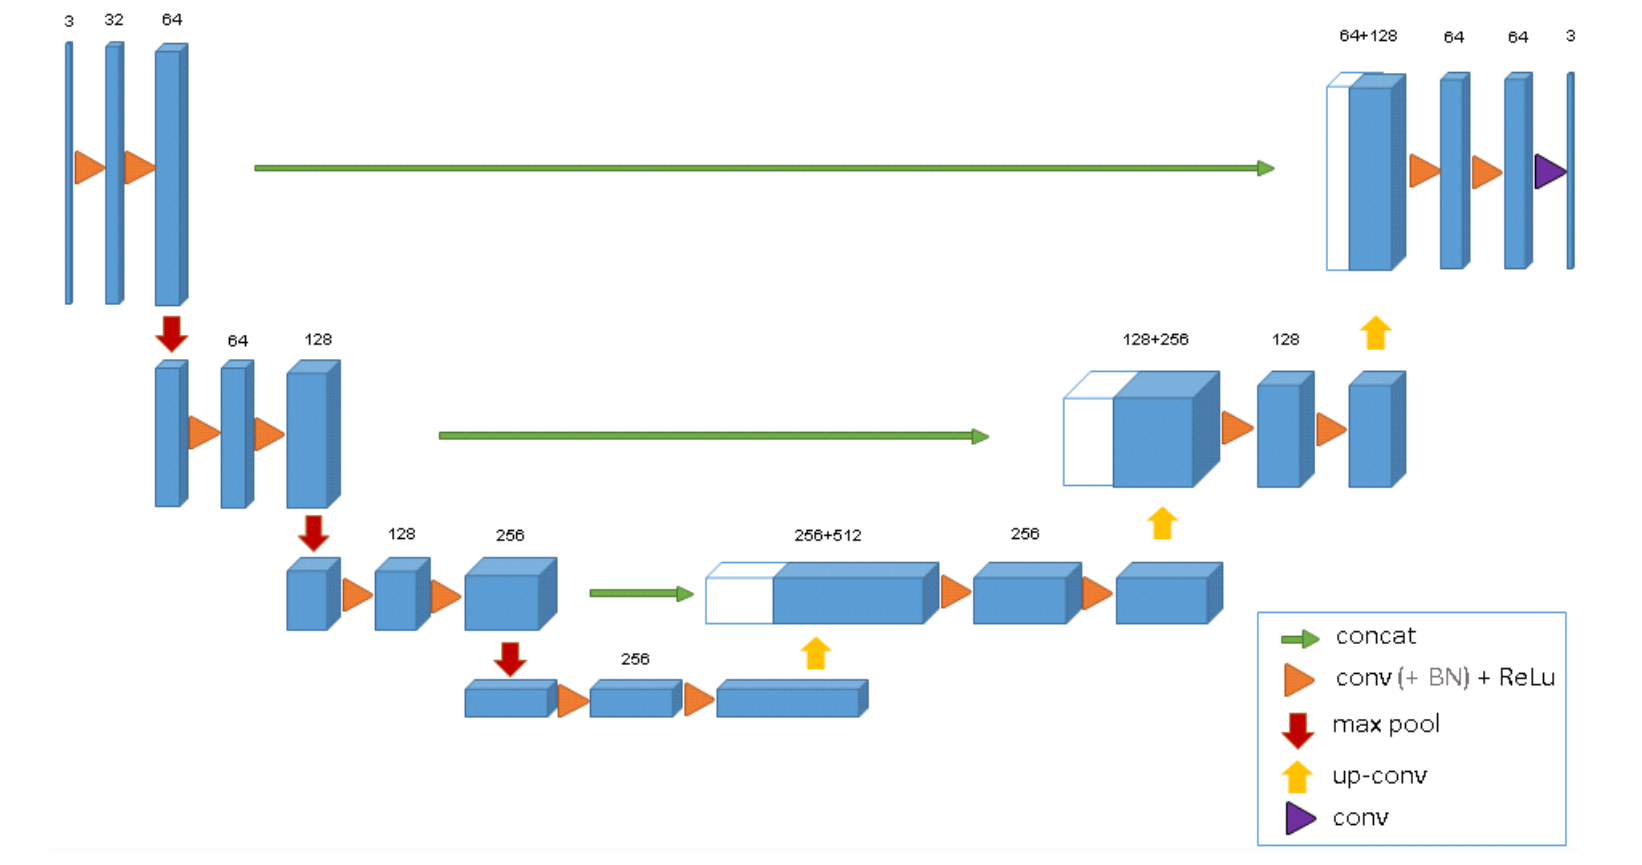 3 32 64
64+128 64 64 3
64 128
128+256 128
128 256
256+512 256
256
concat
conv (+ BN) + ReLu
max pool
up-conv
conv